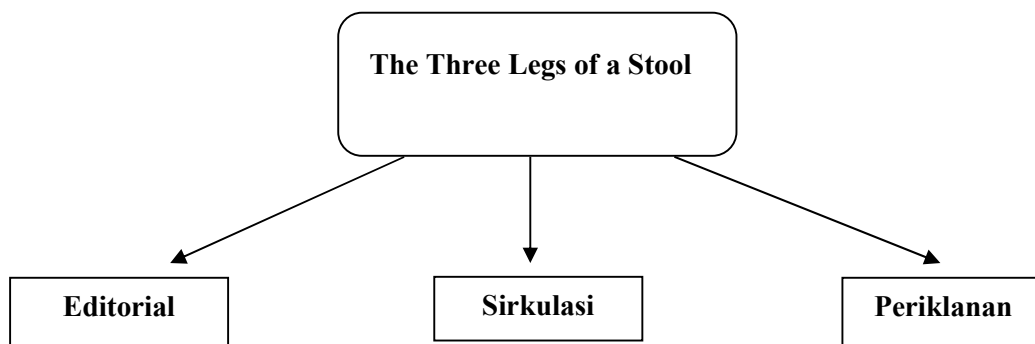 The Three Legs of a Stool
Editorial
Sirkulasi
Periklanan